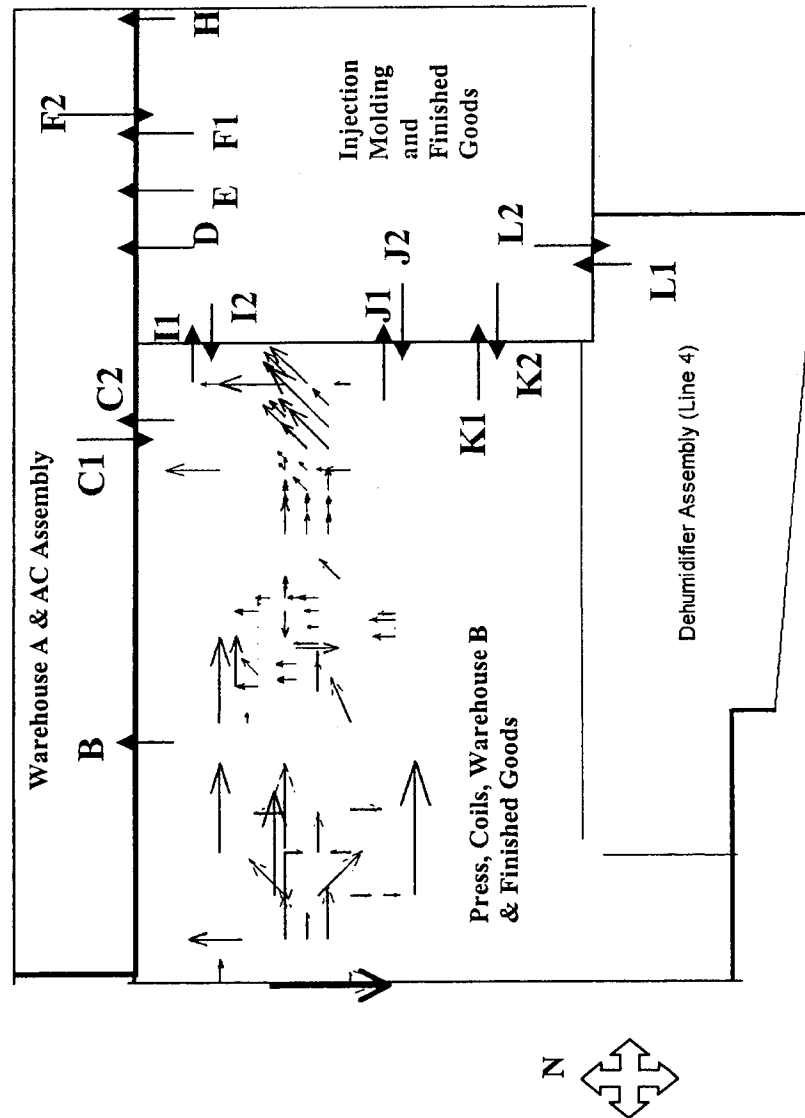 Warehouse A & AC Assembly
B
C1
C2
D
E
F1
F2
H
I1
I2
J1
J2
K1
K2
L1
L2
Injection
Molding
and
Finished
Goods
Press, Coils, Warehouse B
& Finished Goods
Dehumidifier Assembly (Line 4)
N